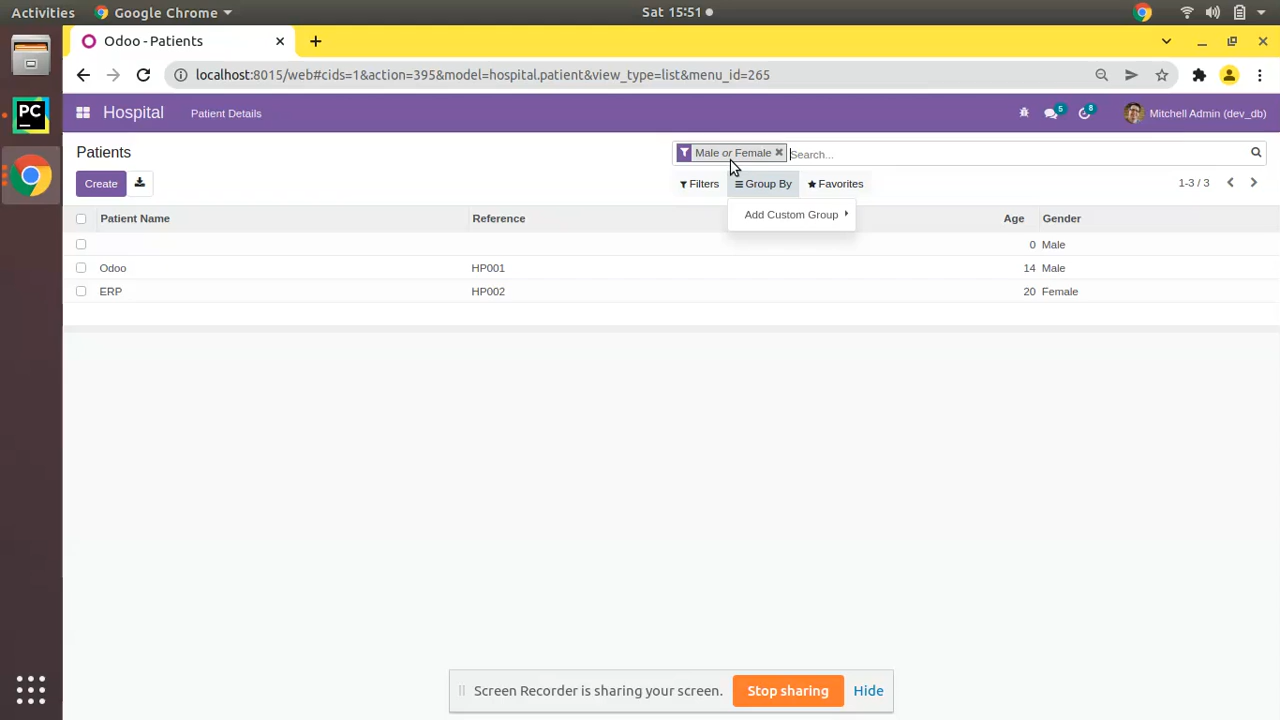 Activities Google Chrome Sat 15:51
Odoo - Patients
localhost:8015/web#cids=1&action=395&model=hospital.patient&view_type=list&menu_id=265
PC
Hospital Patient Details 5 8 Mitchell Admin (dev_db)
Patients Male or Female Search...
Create Filters Group By Favorites 1-3 / 3
Add Custom Group
Patient Name Reference Age Gender
0 Male
Odoo HP001 14 Male
ERP HP002 20 Female
Screen Recorder is sharing your screen. Stop sharing Hide